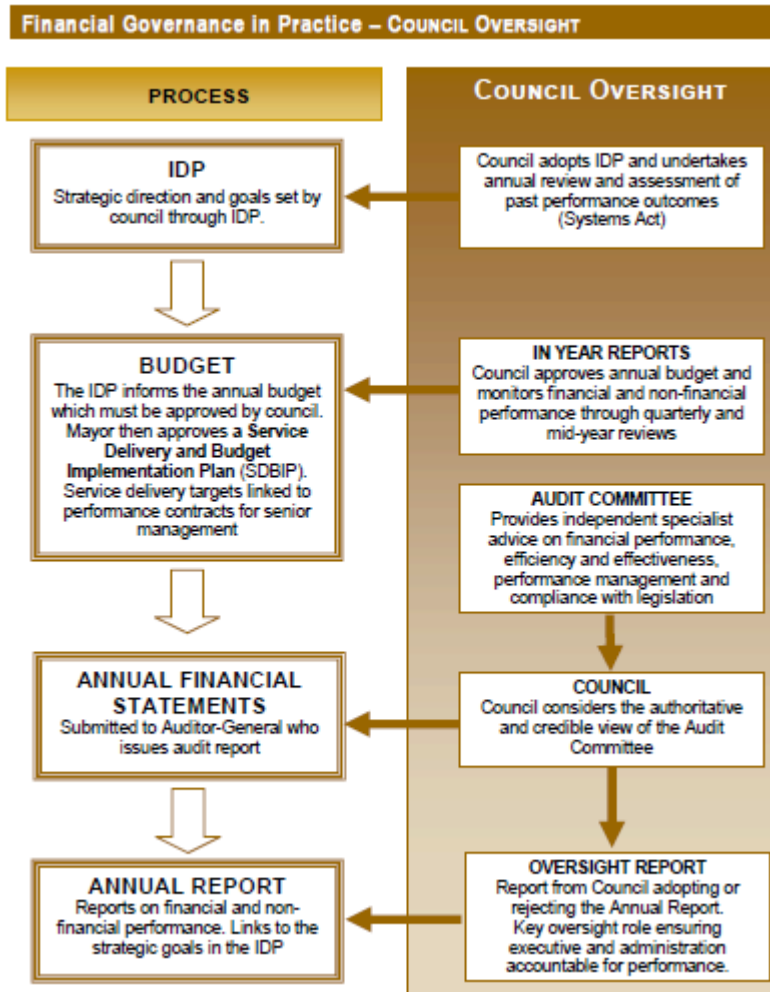 Financial Governance in Practice – COUNCIL OVERSIGHT
PROCESS
IDP
Strategic direction and goals set by
council through IDP.
BUDGET
The IDP informs the annual budget
which must be approved by council.
Mayor then approves a Service
Delivery and Budget
Implementation Plan (SDBIP).
Service delivery targets linked to
performance contracts for senior
management
ANNUAL FINANCIAL
STATEMENTS
Submitted to Auditor-General who
issues audit report
ANNUAL REPORT
Reports on financial and non-
financial performance. Links to the
strategic goals in the IDP
COUNCIL OVERSIGHT
Council adopts IDP and undertakes
annual review and assessment of
past performance outcomes
(Systems Act)
IN YEAR REPORTS
Council approves annual budget and
monitors financial and non-financial
performance through quarterly and
mid-year reviews
AUDIT COMMITTEE
Provides independent specialist
advice on financial performance,
efficiency and effectiveness,
performance management and
compliance with legislation
COUNCIL
Council considers the authoritative
and credible view of the Audit
Committee
OVERSIGHT REPORT
Report from Council adopting or
rejecting the Annual Report.
Key oversight role ensuring
executive and administration
accountable for performance.